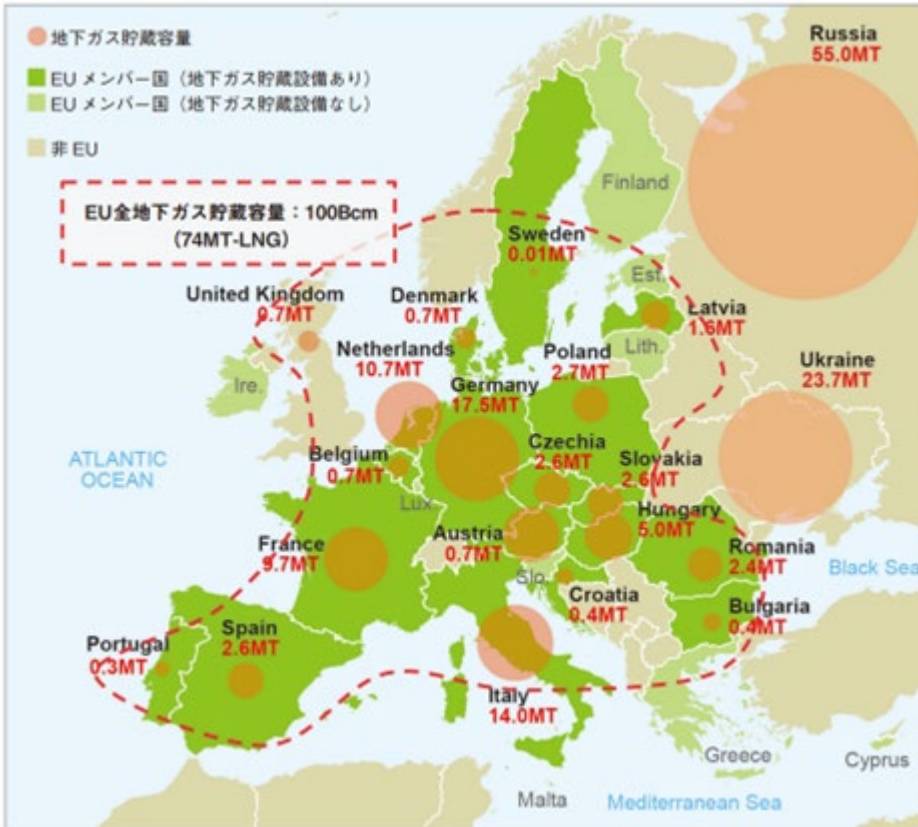 地下ガス貯蔵容量
EU メンバー国（地下ガス貯蔵設備あり）
EU メンバー国（地下ガス貯蔵設備なし）
非 EU
EU全地下ガス貯蔵容量：100Bcm
(74MT-LNG)
Russia
55.0MT
Finland
Sweden
0.01MT
Est.
United Kingdom
0.7MT
Denmark
0.7MT
Latvia
1.6MT
Lith.
Netherlands
10.7MT
Poland
2.7MT
Ukraine
23.7MT
Ire.
Germany
17.5MT
ATLANTIC
OCEAN
Belgium
0.7MT
Czechia
2.6MT
Slovakia
2.6MT
Lux.
Hungary
5.0MT
France
9.7MT
Austria
0.7MT
Romania
2.4MT
Black Sea
Slo.
Croatia
0.4MT
Bulgaria
0.4MT
Portugal
0.3MT
Spain
2.6MT
Italy
14.0MT
Greece
Cyprus
Malta
Mediterranean Sea